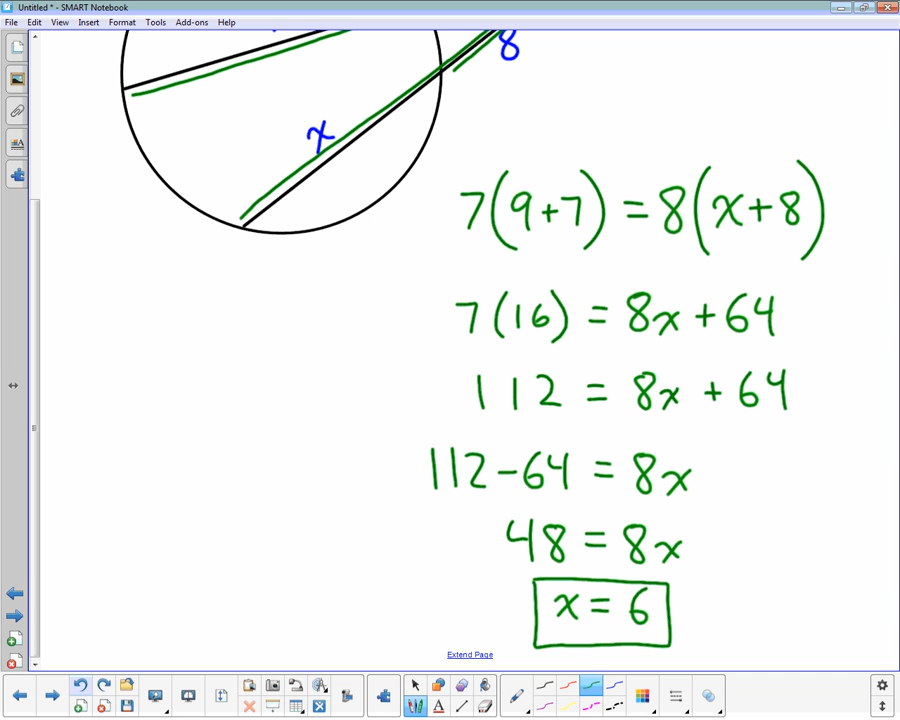 Untitled * - SMART Notebook
File Edit View Insert Format Tools Add-ons Help
8
x
7(9+7) = 8(x+8)
7(16) = 8x + 64
112 = 8x + 64
112 - 64 = 8x
48 = 8x
x = 6
Extend Page